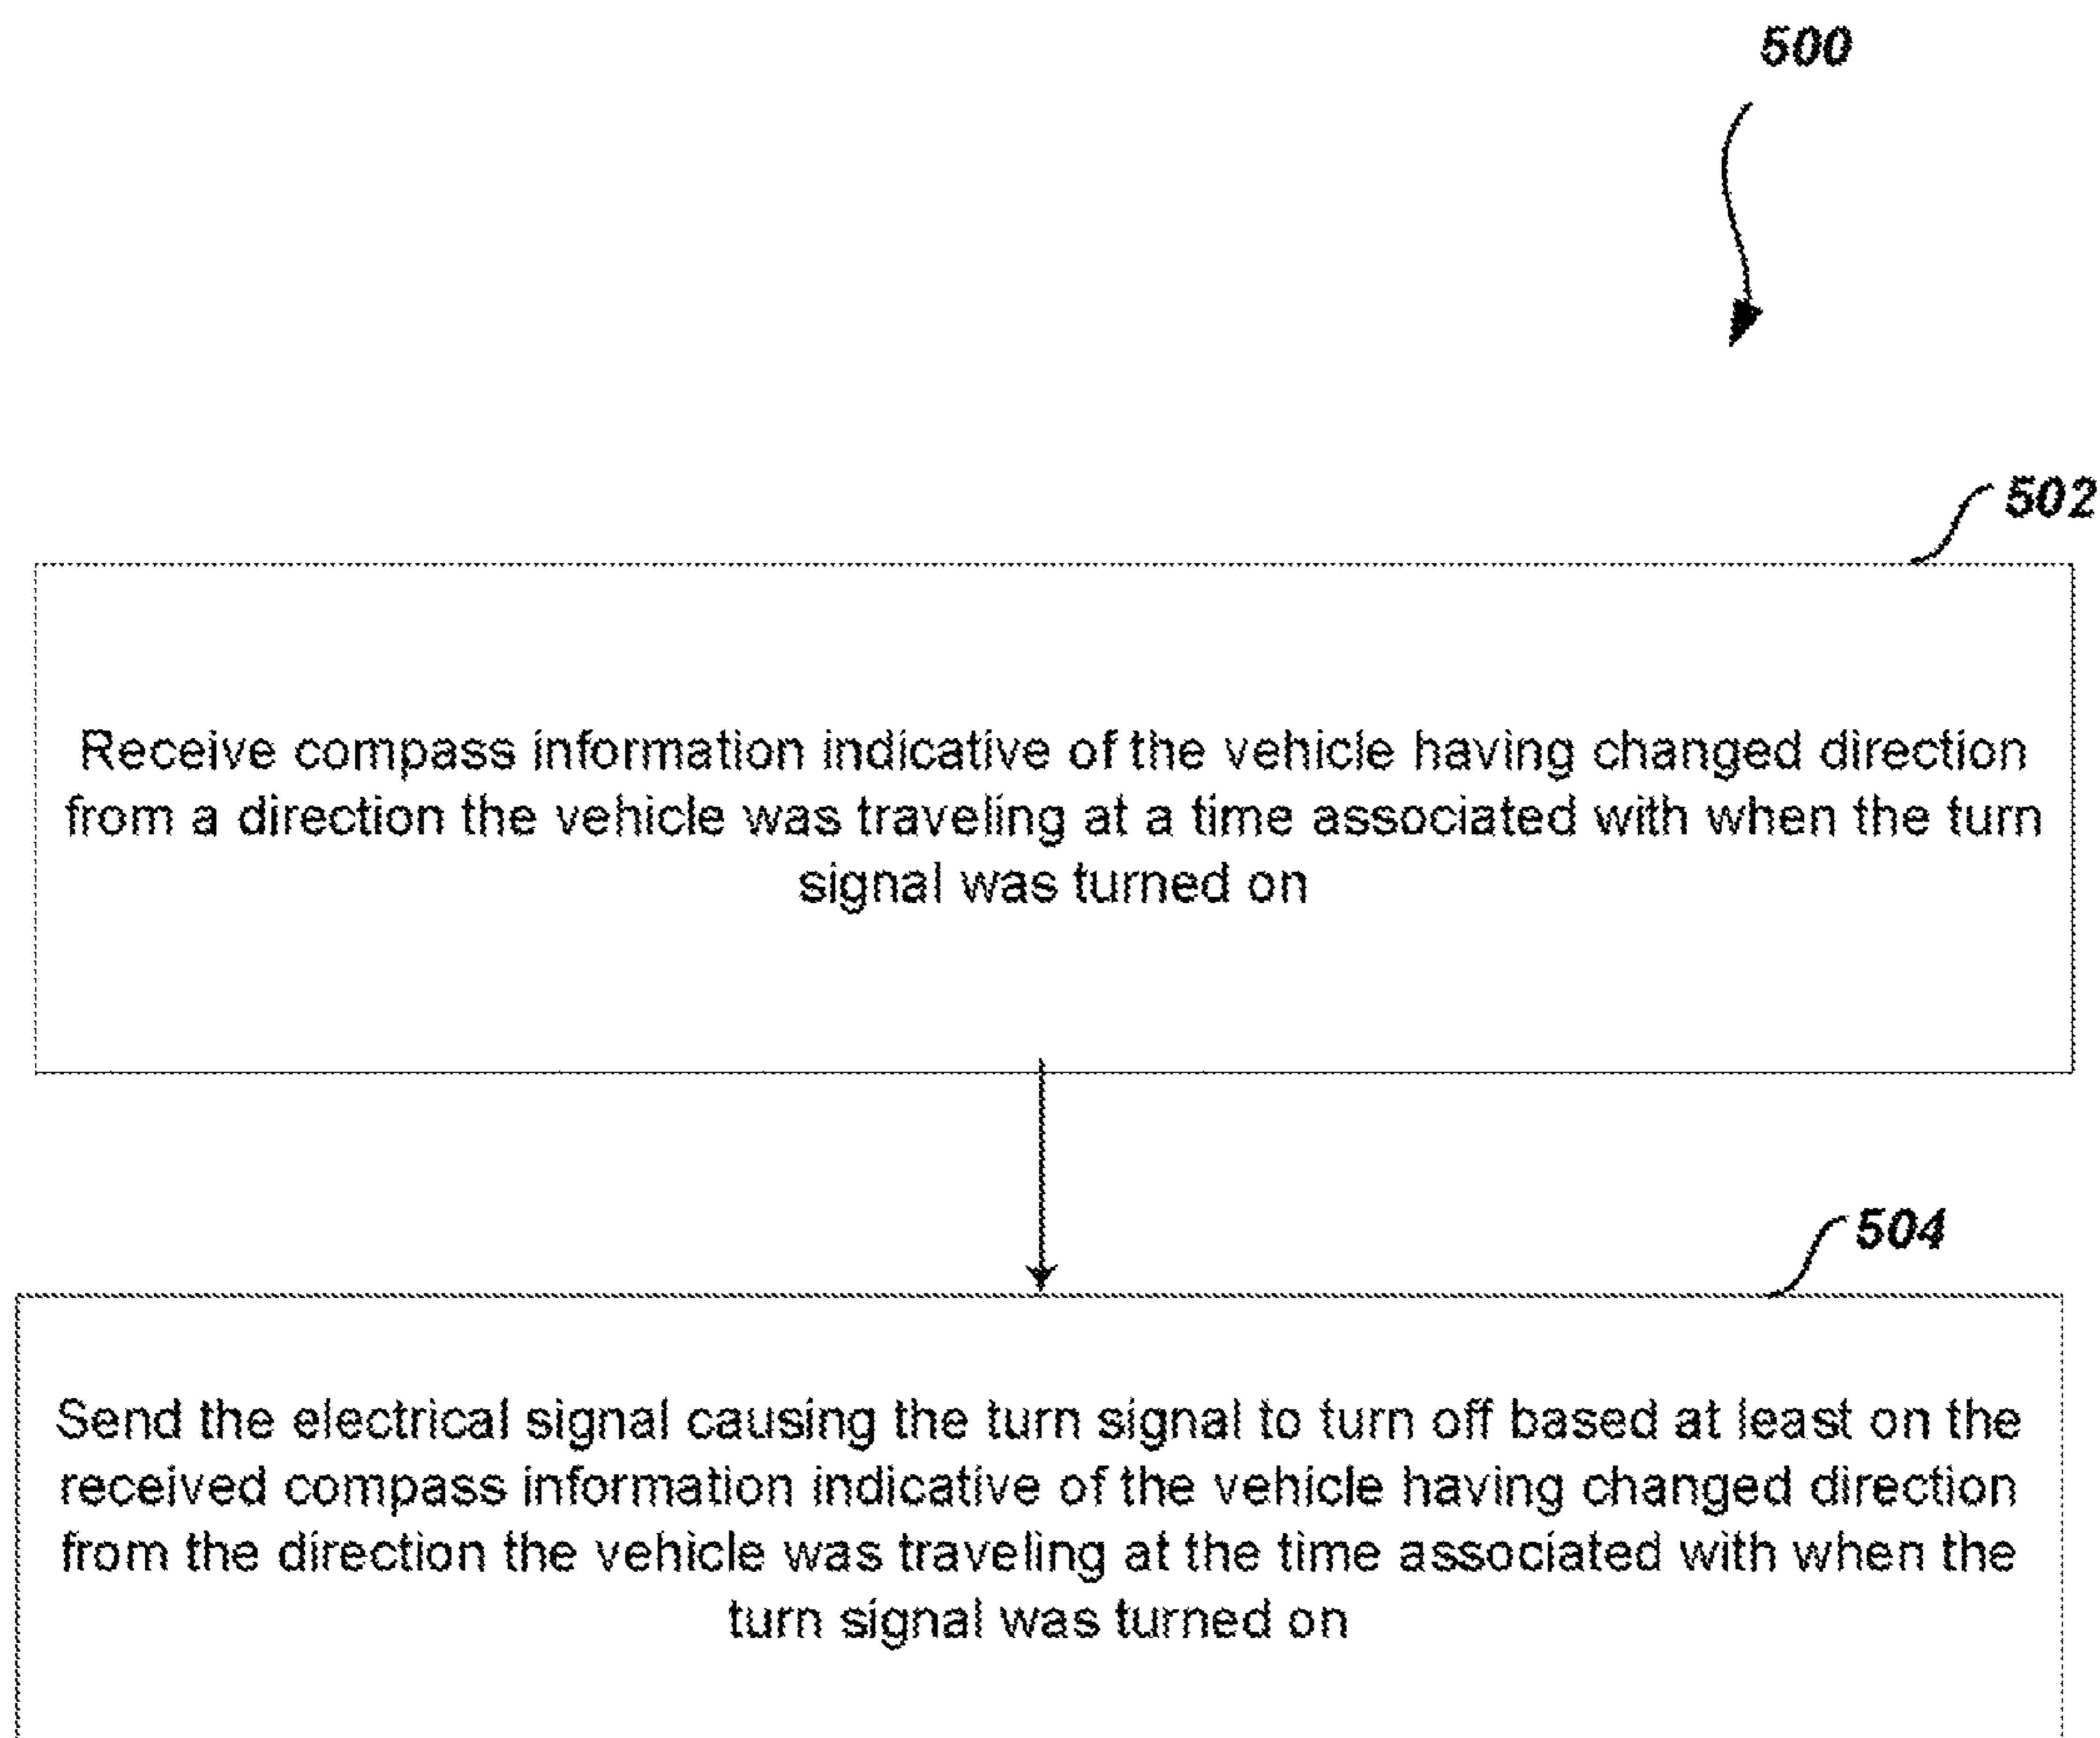 500
502
Receive compass information indicative of the vehicle having changed direction
from a direction the vehicle was traveling at a time associated with when the turn
signal was turned on
504
Send the electrical signal causing the turn signal to turn off based at least on the
received compass information indicative of the vehicle having changed direction
from the direction the vehicle was traveling at the time associated with when the
turn signal was turned on